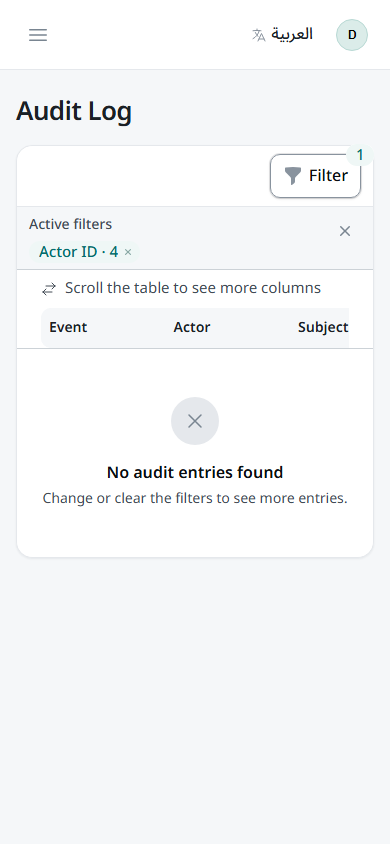 العربية
D
Audit Log
1
Filter
Active filters
Actor ID · 4 ×
Scroll the table to see more columns
Event Actor Subject
No audit entries found
Change or clear the filters to see more entries.